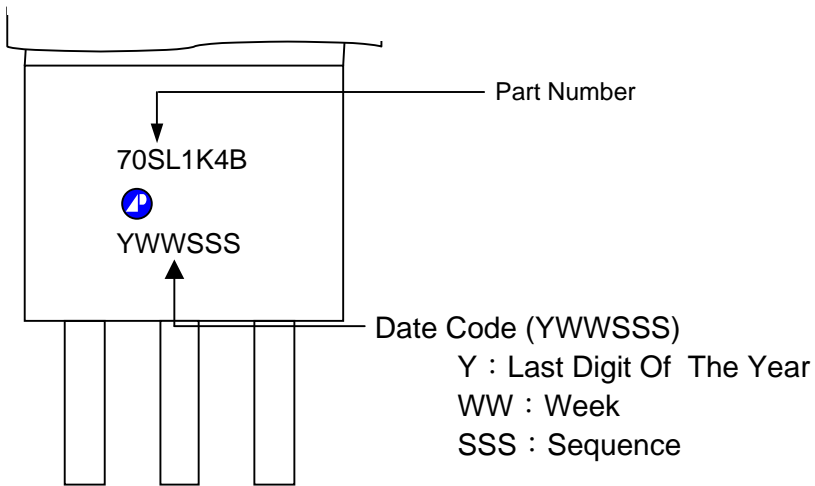 Part Number
70SL1K4B
YWWSSS
Date Code (YWWSSS)
Y：Last Digit Of The Year
WW：Week
SSS：Sequence